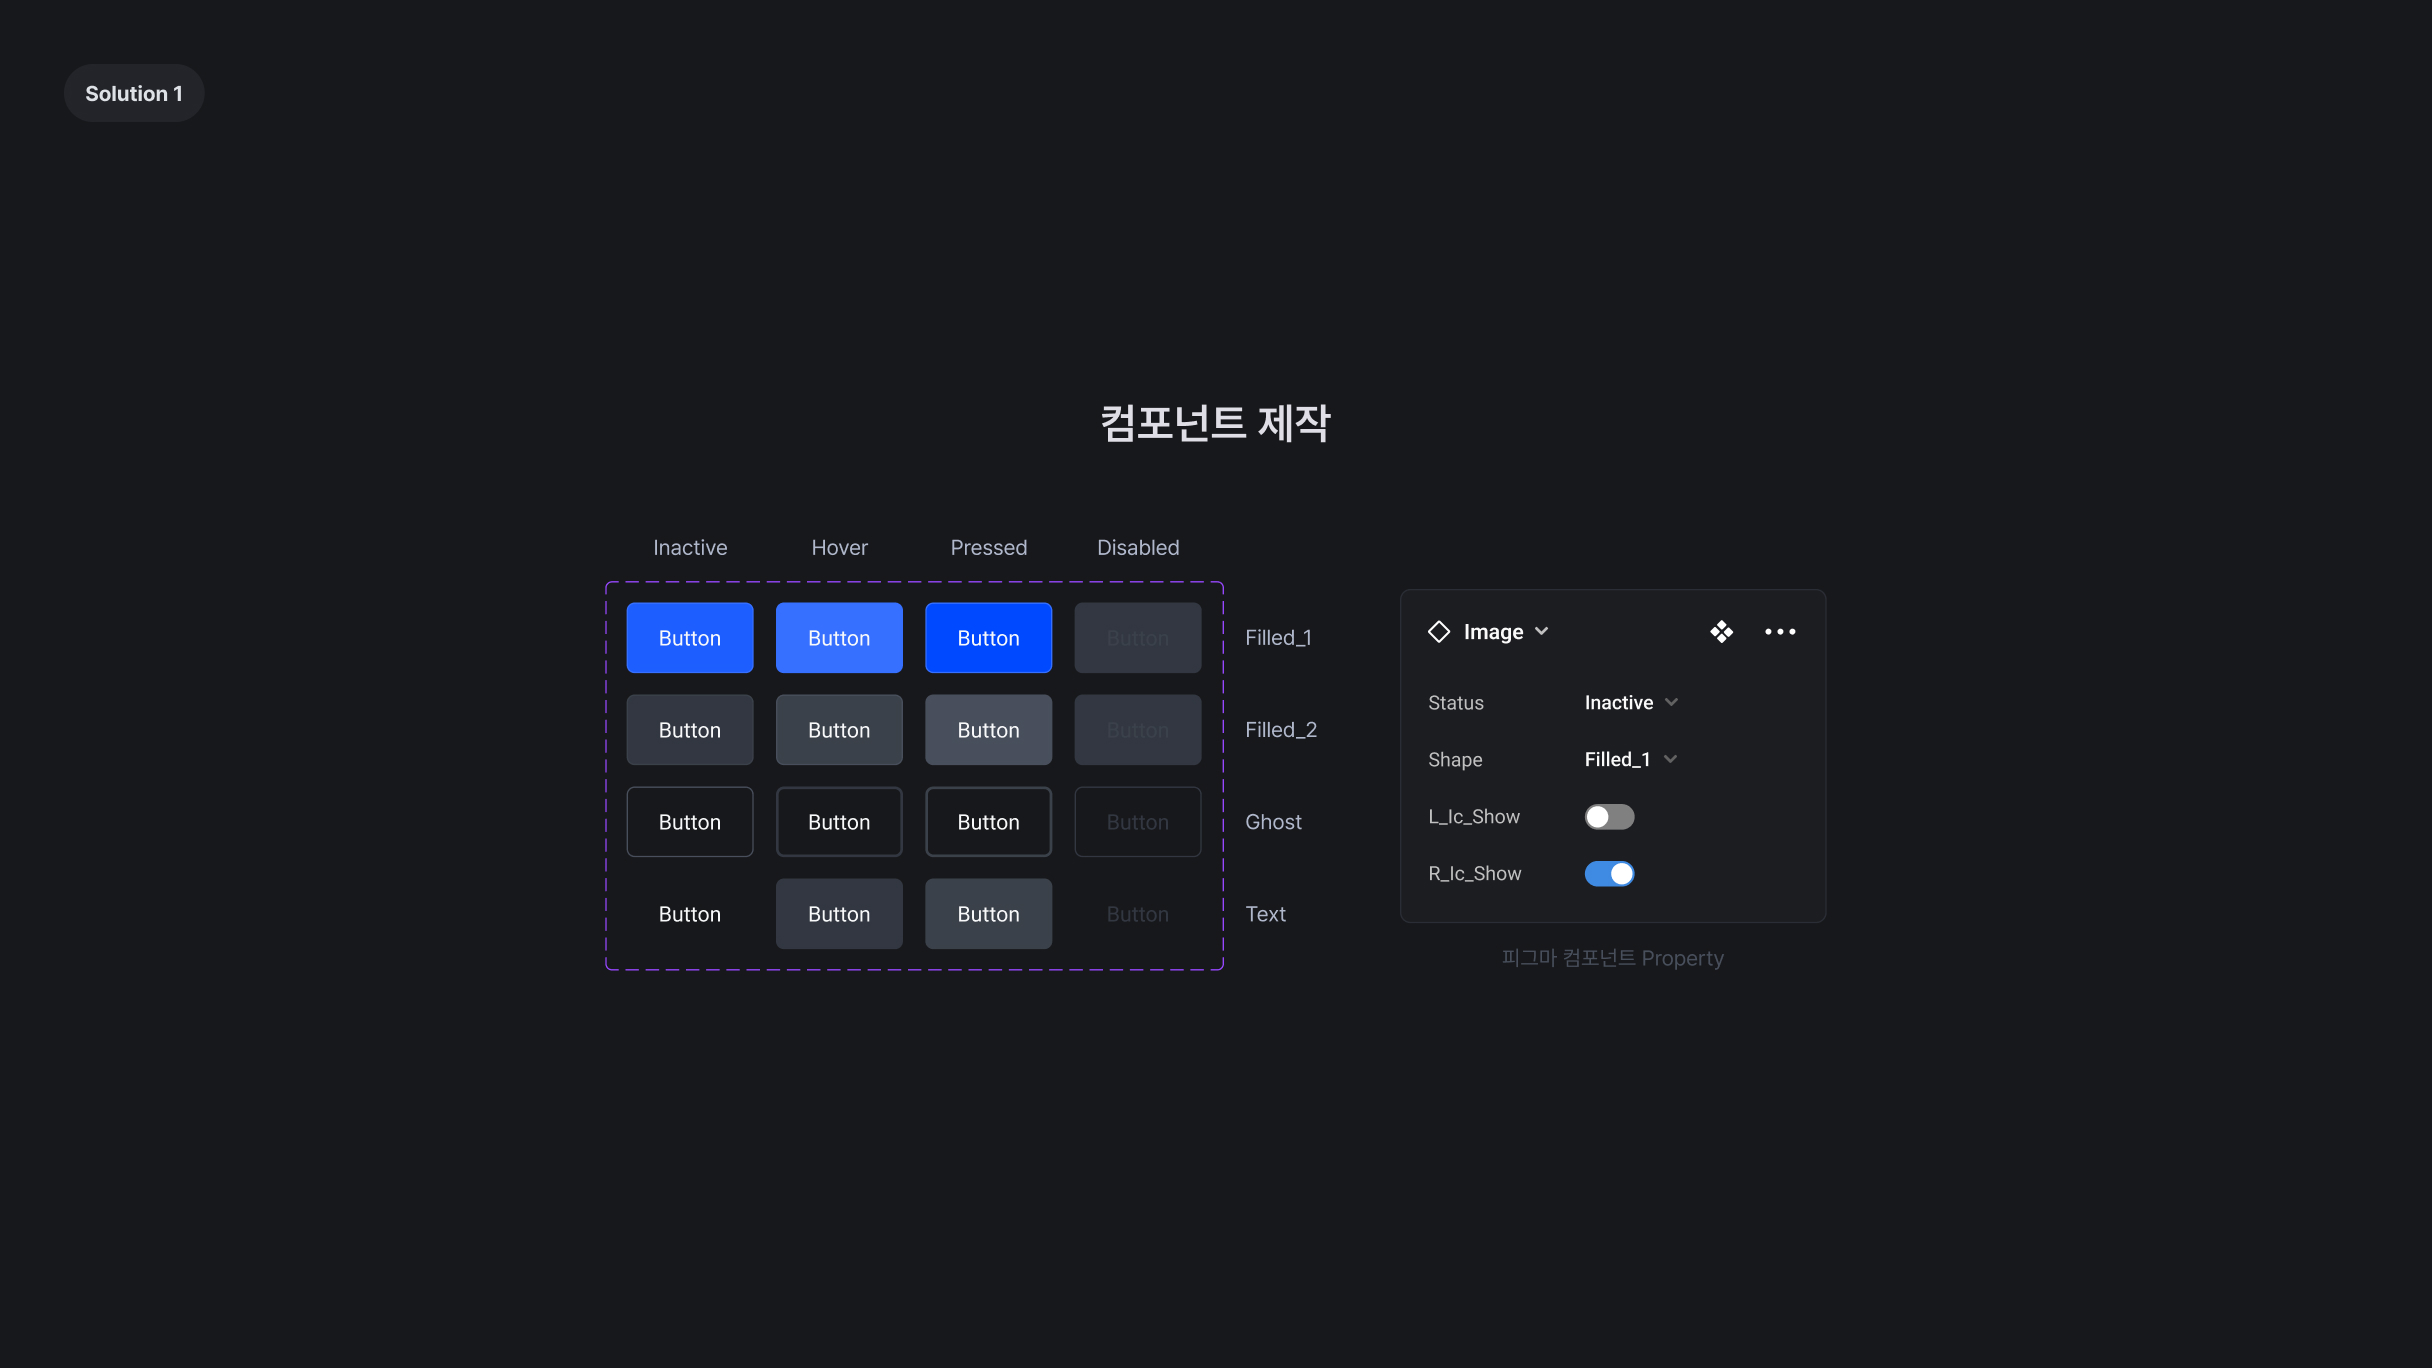 Solution 1
컴포넌트 제작
Inactive Hover Pressed Disabled
Button Button Button Button Filled_1
Button Button Button Button Filled_2
Button Button Button Button Ghost
Button Button Button Button Text
Image
Status Inactive
Shape Filled_1
L_Ic_Show
R_Ic_Show
피그마 컴포넌트 Property